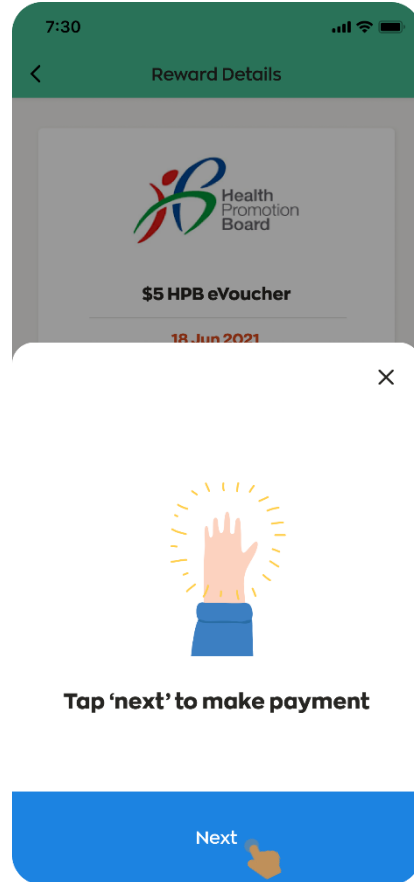 7:30
Reward Details
Health
Promotion
Board
$5 HPB eVoucher
18 Jun 2021
Tap ‘next’ to make payment
Next